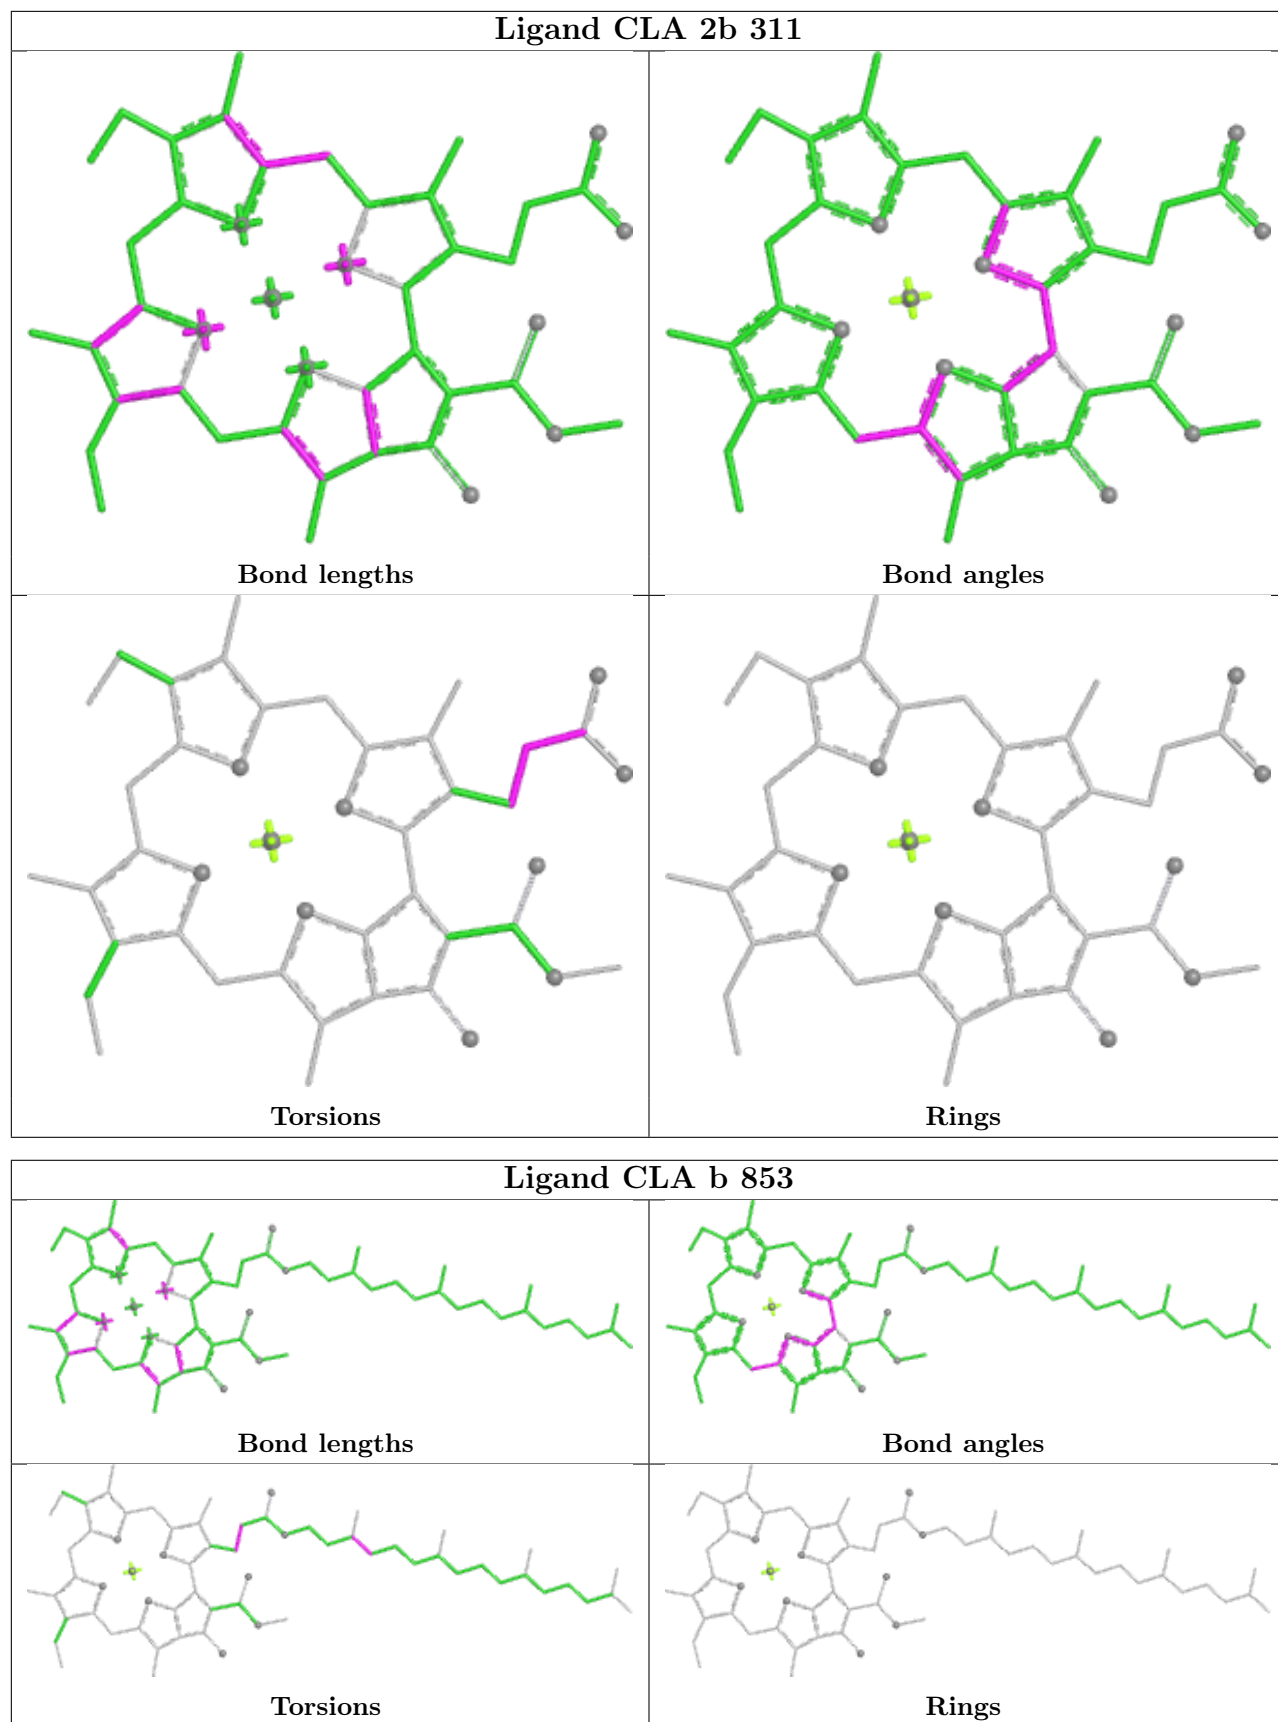 Ligand CLA 2b 311
Bond lengths
Bond angles
Torsions
Rings
Ligand CLA b 853
Bond lengths
Bond angles
Torsions
Rings